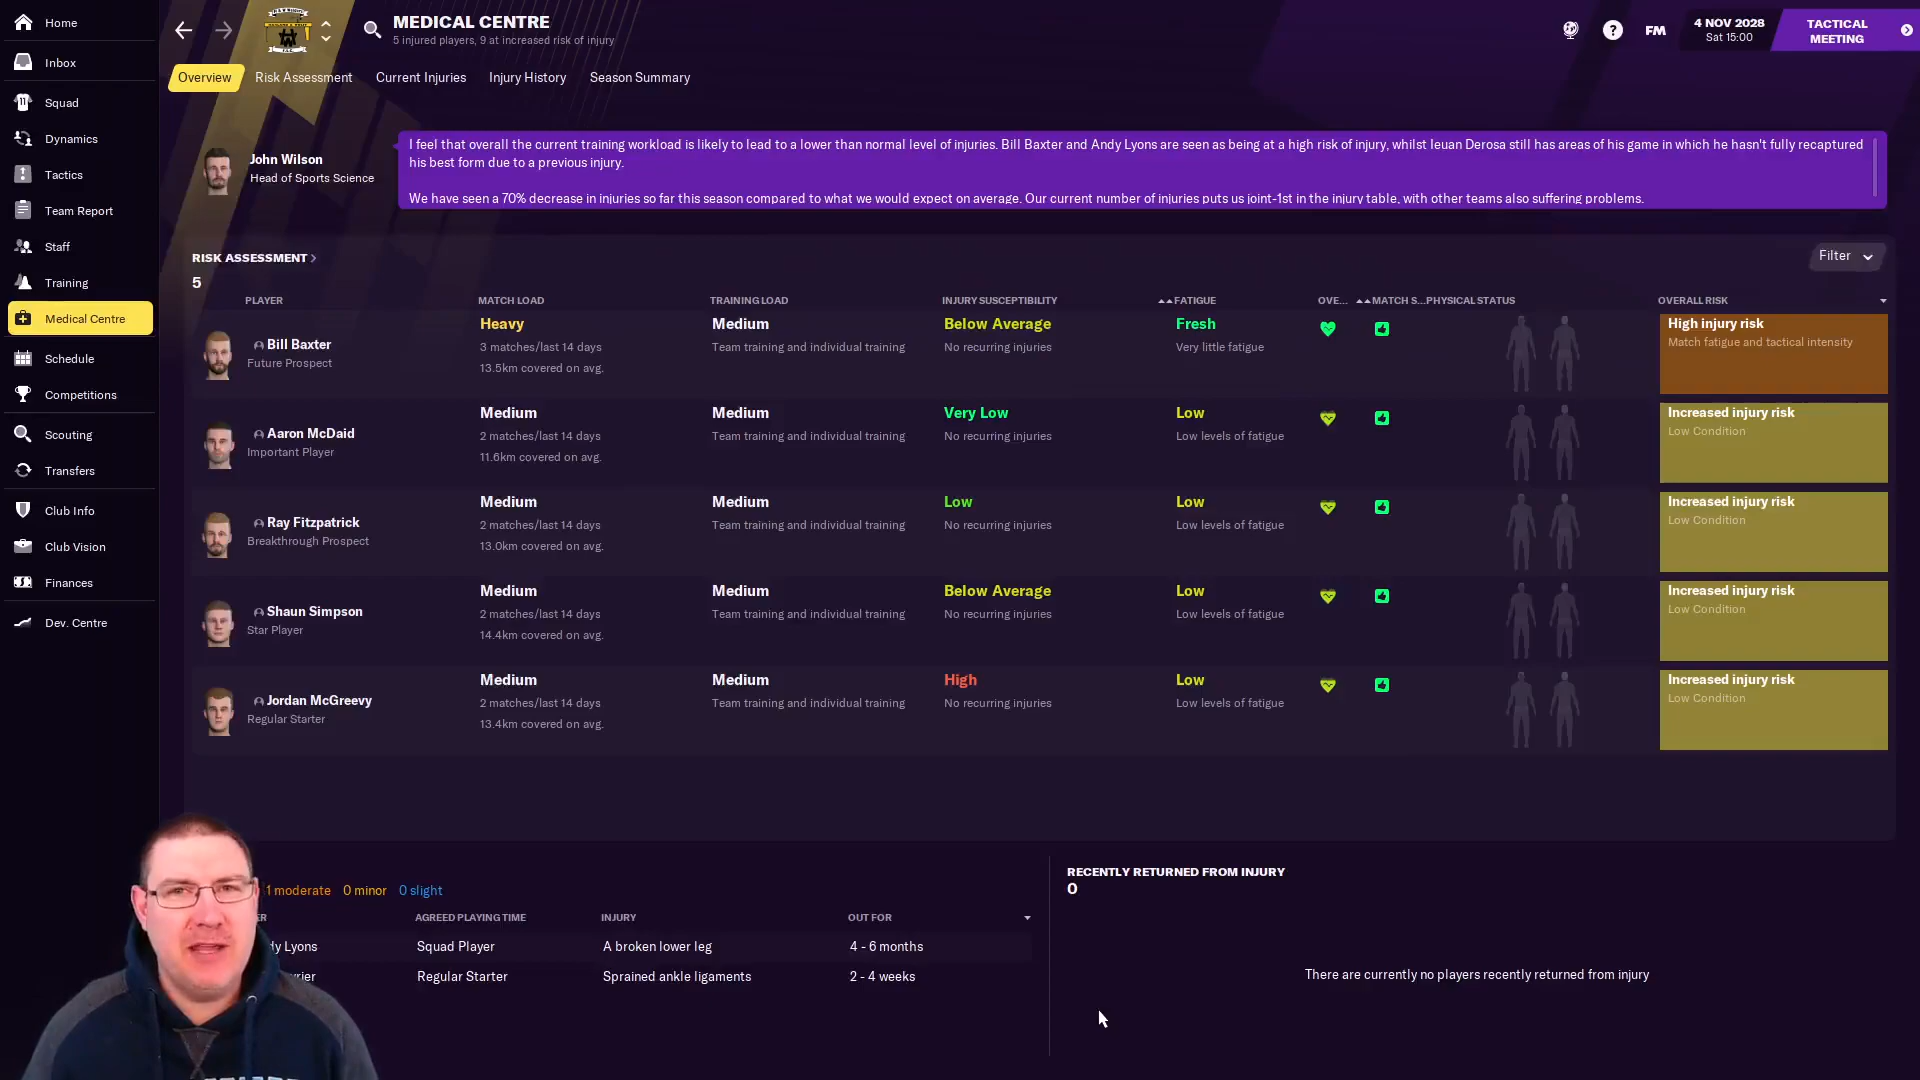 Home
Inbox
Squad
Dynamics
Tactics
Team Report
Staff
Training
Medical Centre
Schedule
Competitions
Scouting
Transfers
Club Info
Club Vision
Finances
Dev. Centre
MEDICAL CENTRE
5 injured players, 9 at increased risk of injury
FM
4 NOV 2028
Sat 15:00
TACTICAL
MEETING
Overview Risk Assessment Current Injuries Injury History Season Summary
John Wilson
Head of Sports Science
I feel that overall the current training workload is likely to lead to a lower than normal level of injuries. Bill Baxter and Andy Lyons are seen as being at a high risk of injury, whilst Ieuan Derosa still has areas of his game in which he hasn't fully recaptured
his best form due to a previous injury.
We have seen a 70% decrease in injuries so far this season compared to what we would expect on average. Our current number of injuries puts us joint-1st in the injury table, with other teams also suffering problems.
RISK ASSESSMENT >
5
Filter
PLAYER MATCH LOAD TRAINING LOAD INJURY SUSCEPTIBILITY FATIGUE OVE... MATCH S... PHYSICAL STATUS OVERALL RISK
Bill Baxter
Future Prospect
Heavy
3 matches/last 14 days
13.5km covered on avg.
Medium
Team training and individual training
Below Average
No recurring injuries
Fresh
Very little fatigue
High injury risk
Match fatigue and tactical intensity
Aaron McDaid
Important Player
Medium
2 matches/last 14 days
11.6km covered on avg.
Medium
Team training and individual training
Very Low
No recurring injuries
Low
Low levels of fatigue
Increased injury risk
Low Condition
Ray Fitzpatrick
Breakthrough Prospect
Medium
2 matches/last 14 days
13.0km covered on avg.
Medium
Team training and individual training
Low
No recurring injuries
Low
Low levels of fatigue
Increased injury risk
Low Condition
Shaun Simpson
Star Player
Medium
2 matches/last 14 days
14.4km covered on avg.
Medium
Team training and individual training
Below Average
No recurring injuries
Low
Low levels of fatigue
Increased injury risk
Low Condition
Jordan McGreevy
Regular Starter
Medium
2 matches/last 14 days
13.4km covered on avg.
Medium
Team training and individual training
High
No recurring injuries
Low
Low levels of fatigue
Increased injury risk
Low Condition
1 moderate 0 minor 0 slight
ER AGREED PLAYING TIME INJURY OUT FOR
dy Lyons Squad Player A broken lower leg 4 - 6 months
Regular Starter Sprained ankle ligaments 2 - 4 weeks
RECENTLY RETURNED FROM INJURY
0
There are currently no players recently returned from injury